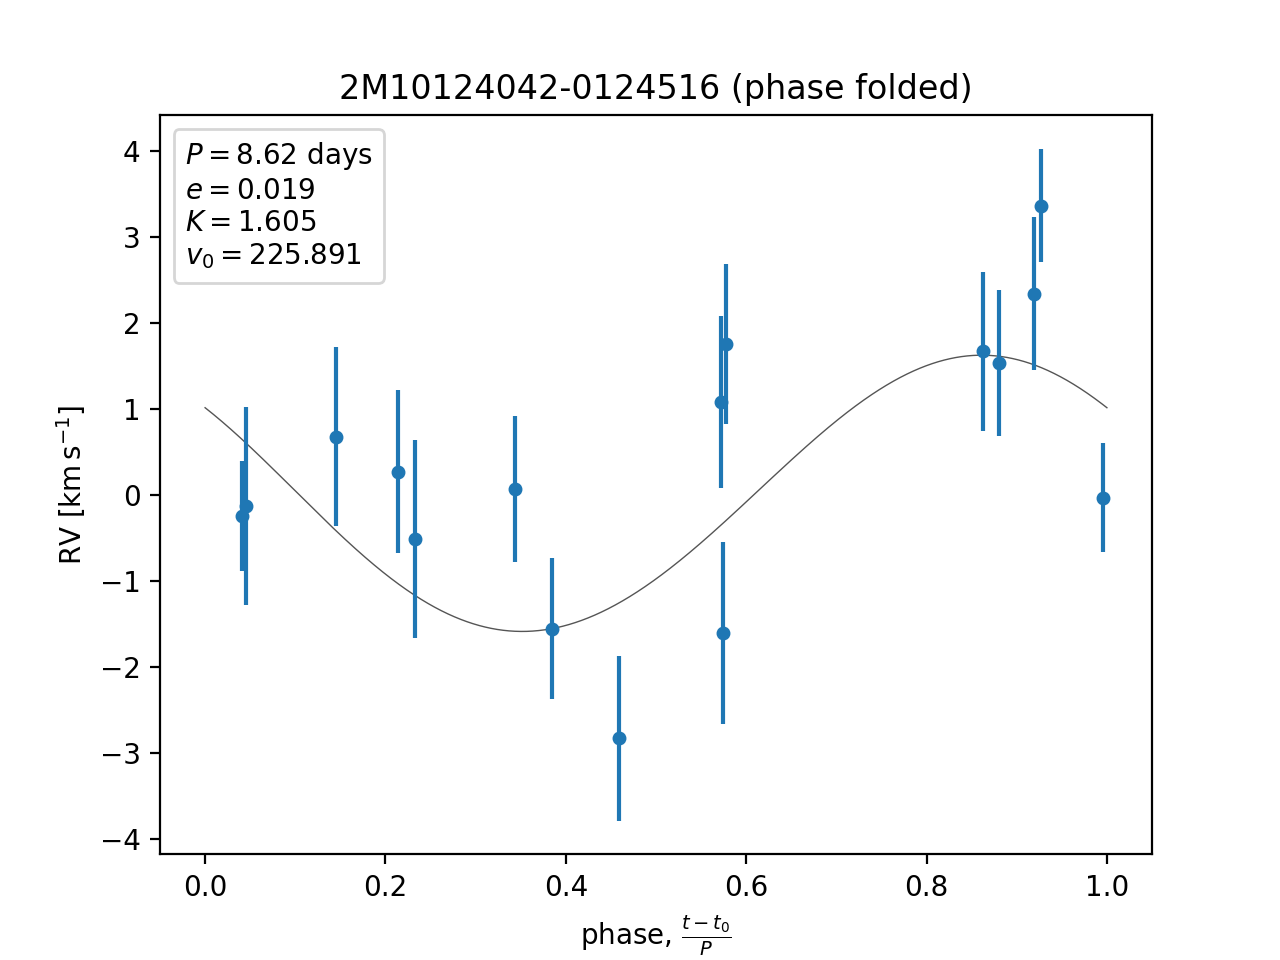 2M10124042-0124516 (phase folded)
P = 8.62 days
e = 0.019
K = 1.605
v₀ = 225.891
4
3
2
1
0
−1
−2
−3
−4
RV [km s⁻¹]
0.0 0.2 0.4 0.6 0.8 1.0
phase, (t − t₀)/P